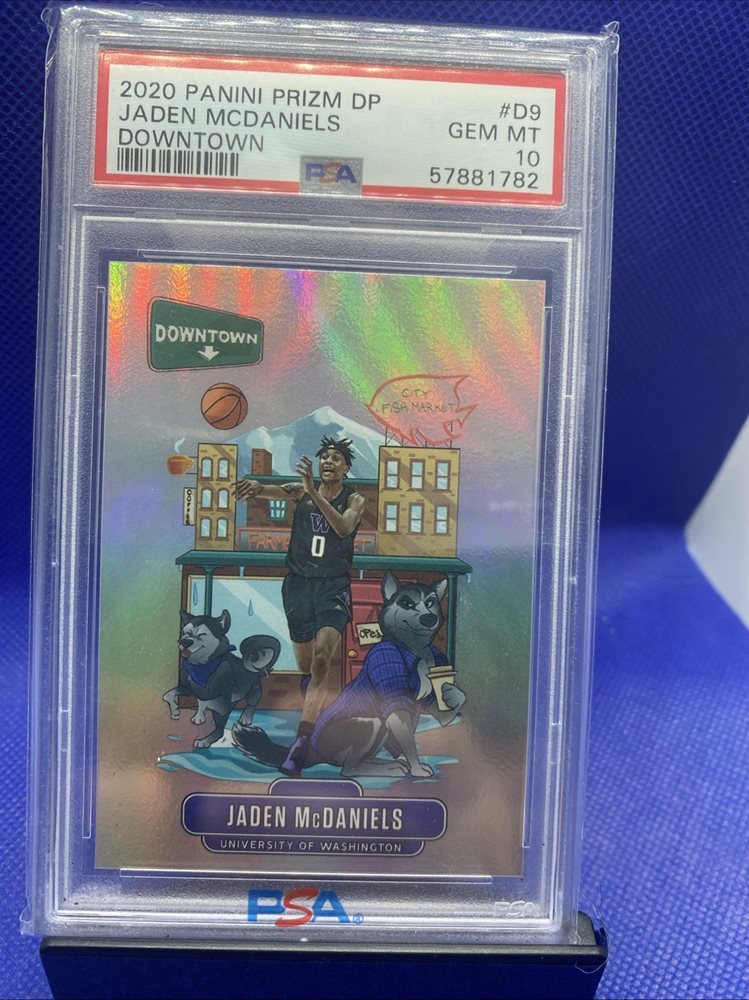 2020 PANINI PRIZM DP #D9
JADEN MCDANIELS GEM MT
DOWNTOWN 10
PSA 57881782
DOWNTOWN
CITY
FISH MARKET
COFFEE
W
0
OPEN
JADEN McDANIELS
UNIVERSITY OF WASHINGTON
PSA
PSA